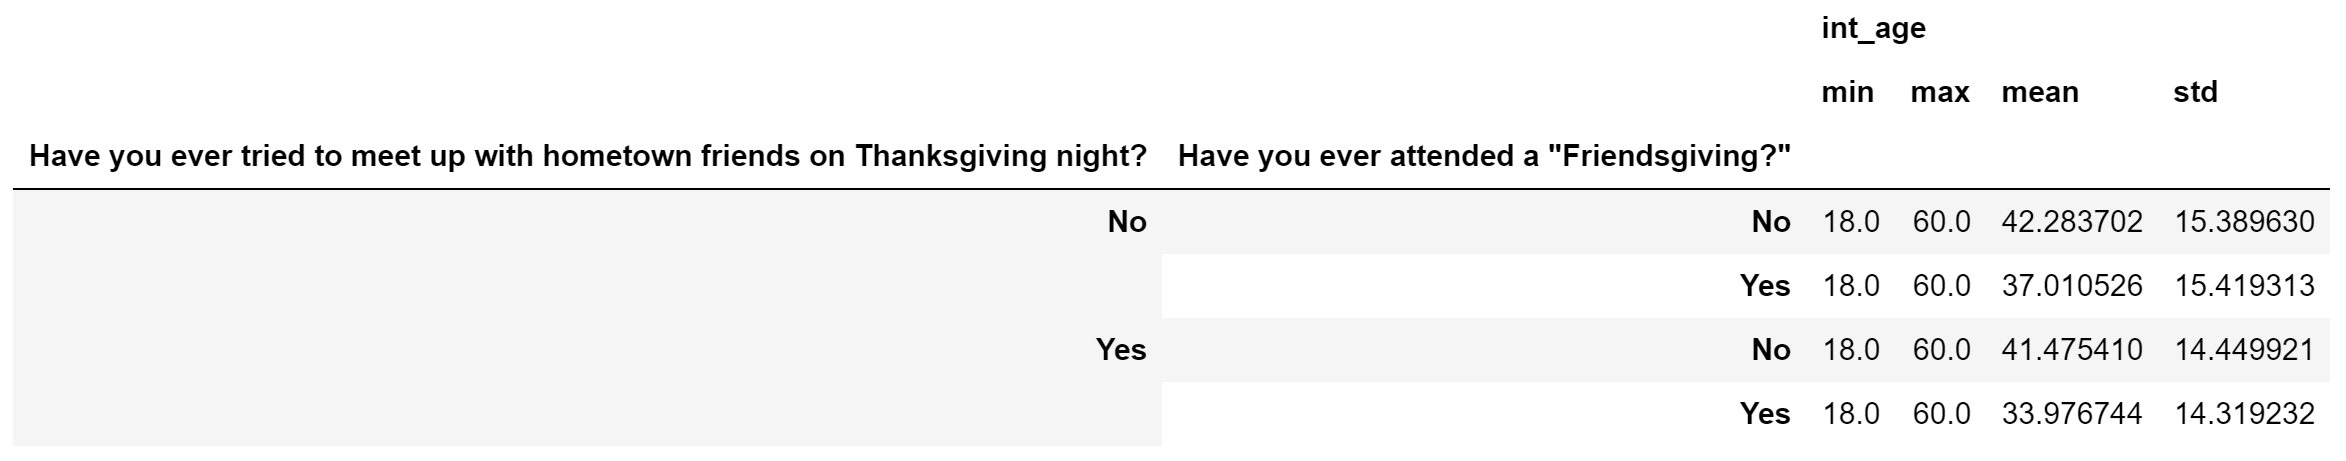 int_age
min max mean std
Have you ever tried to meet up with hometown friends on Thanksgiving night? Have you ever attended a "Friendsgiving?"
No No 18.0 60.0 42.283702 15.389630
Yes 18.0 60.0 37.010526 15.419313
Yes No 18.0 60.0 41.475410 14.449921
Yes 18.0 60.0 33.976744 14.319232